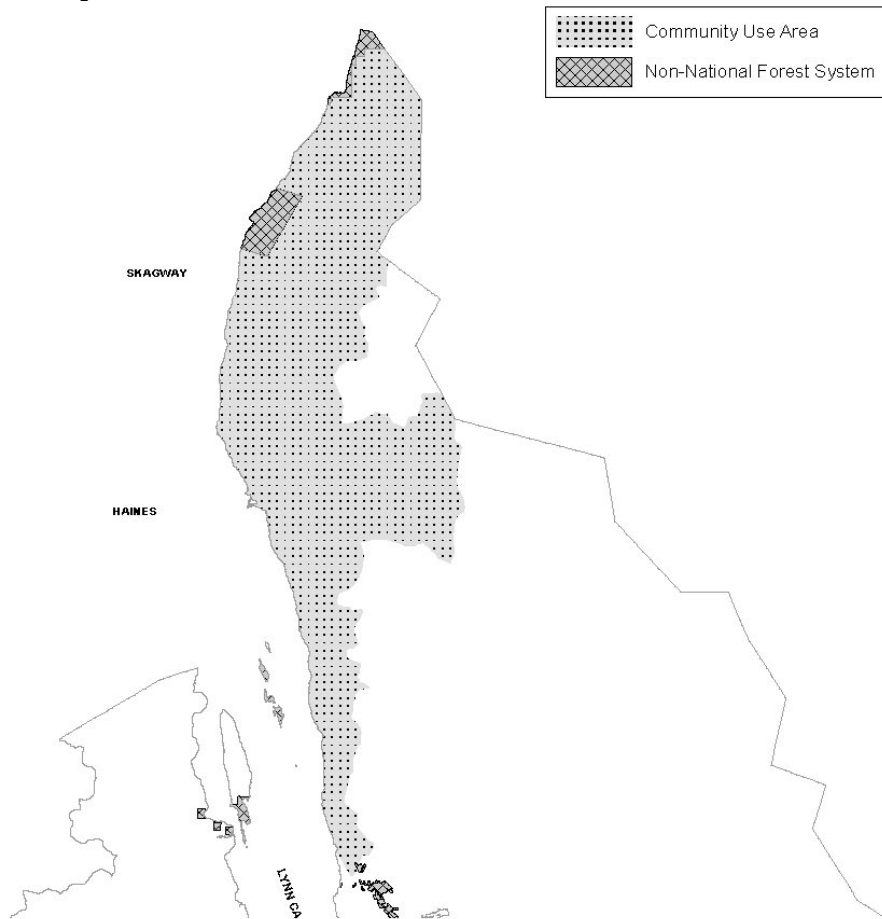 Community Use Area
Non-National Forest System
SKAGWAY
HAINES
LYNN CA